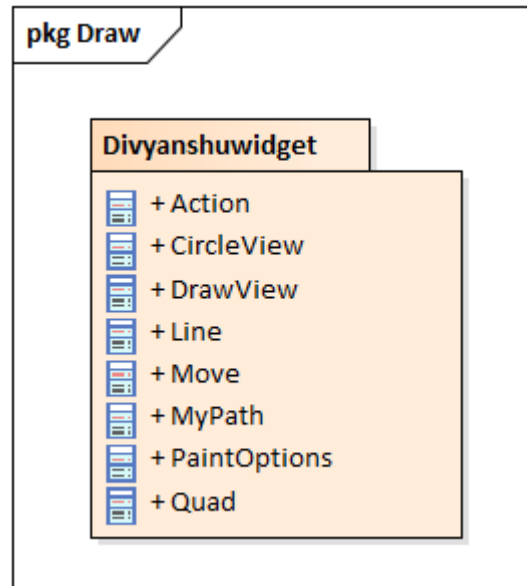 pkg Draw
Divyanshuwidget
+ Action
+ CircleView
+ DrawView
+ Line
+ Move
+ MyPath
+ PaintOptions
+ Quad